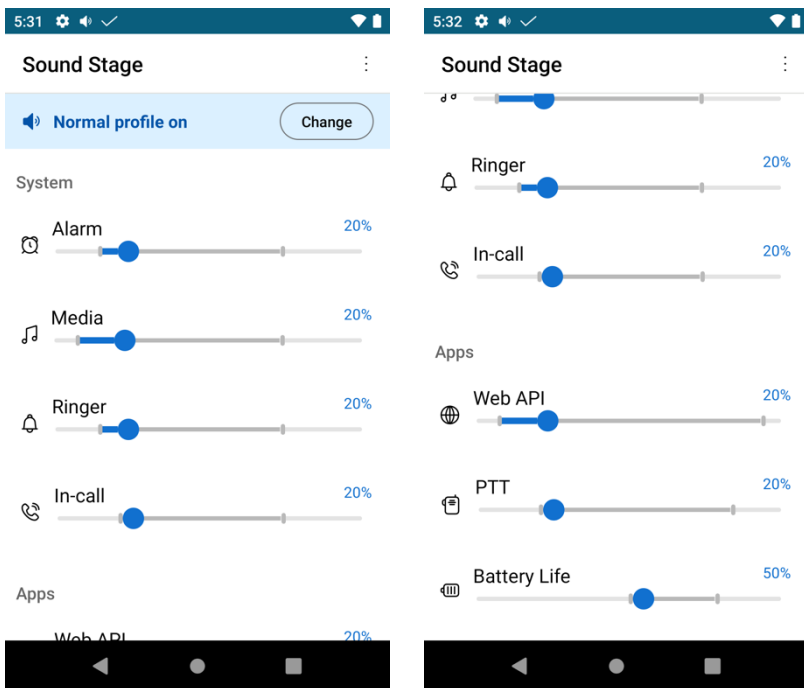 5:31
Sound Stage
Normal profile on
Change
System
Alarm
20%
Media
20%
Ringer
20%
In-call
20%
Apps
Web API
20%
5:32
Sound Stage
Ringer
20%
In-call
20%
Apps
Web API
20%
PTT
20%
Battery Life
50%